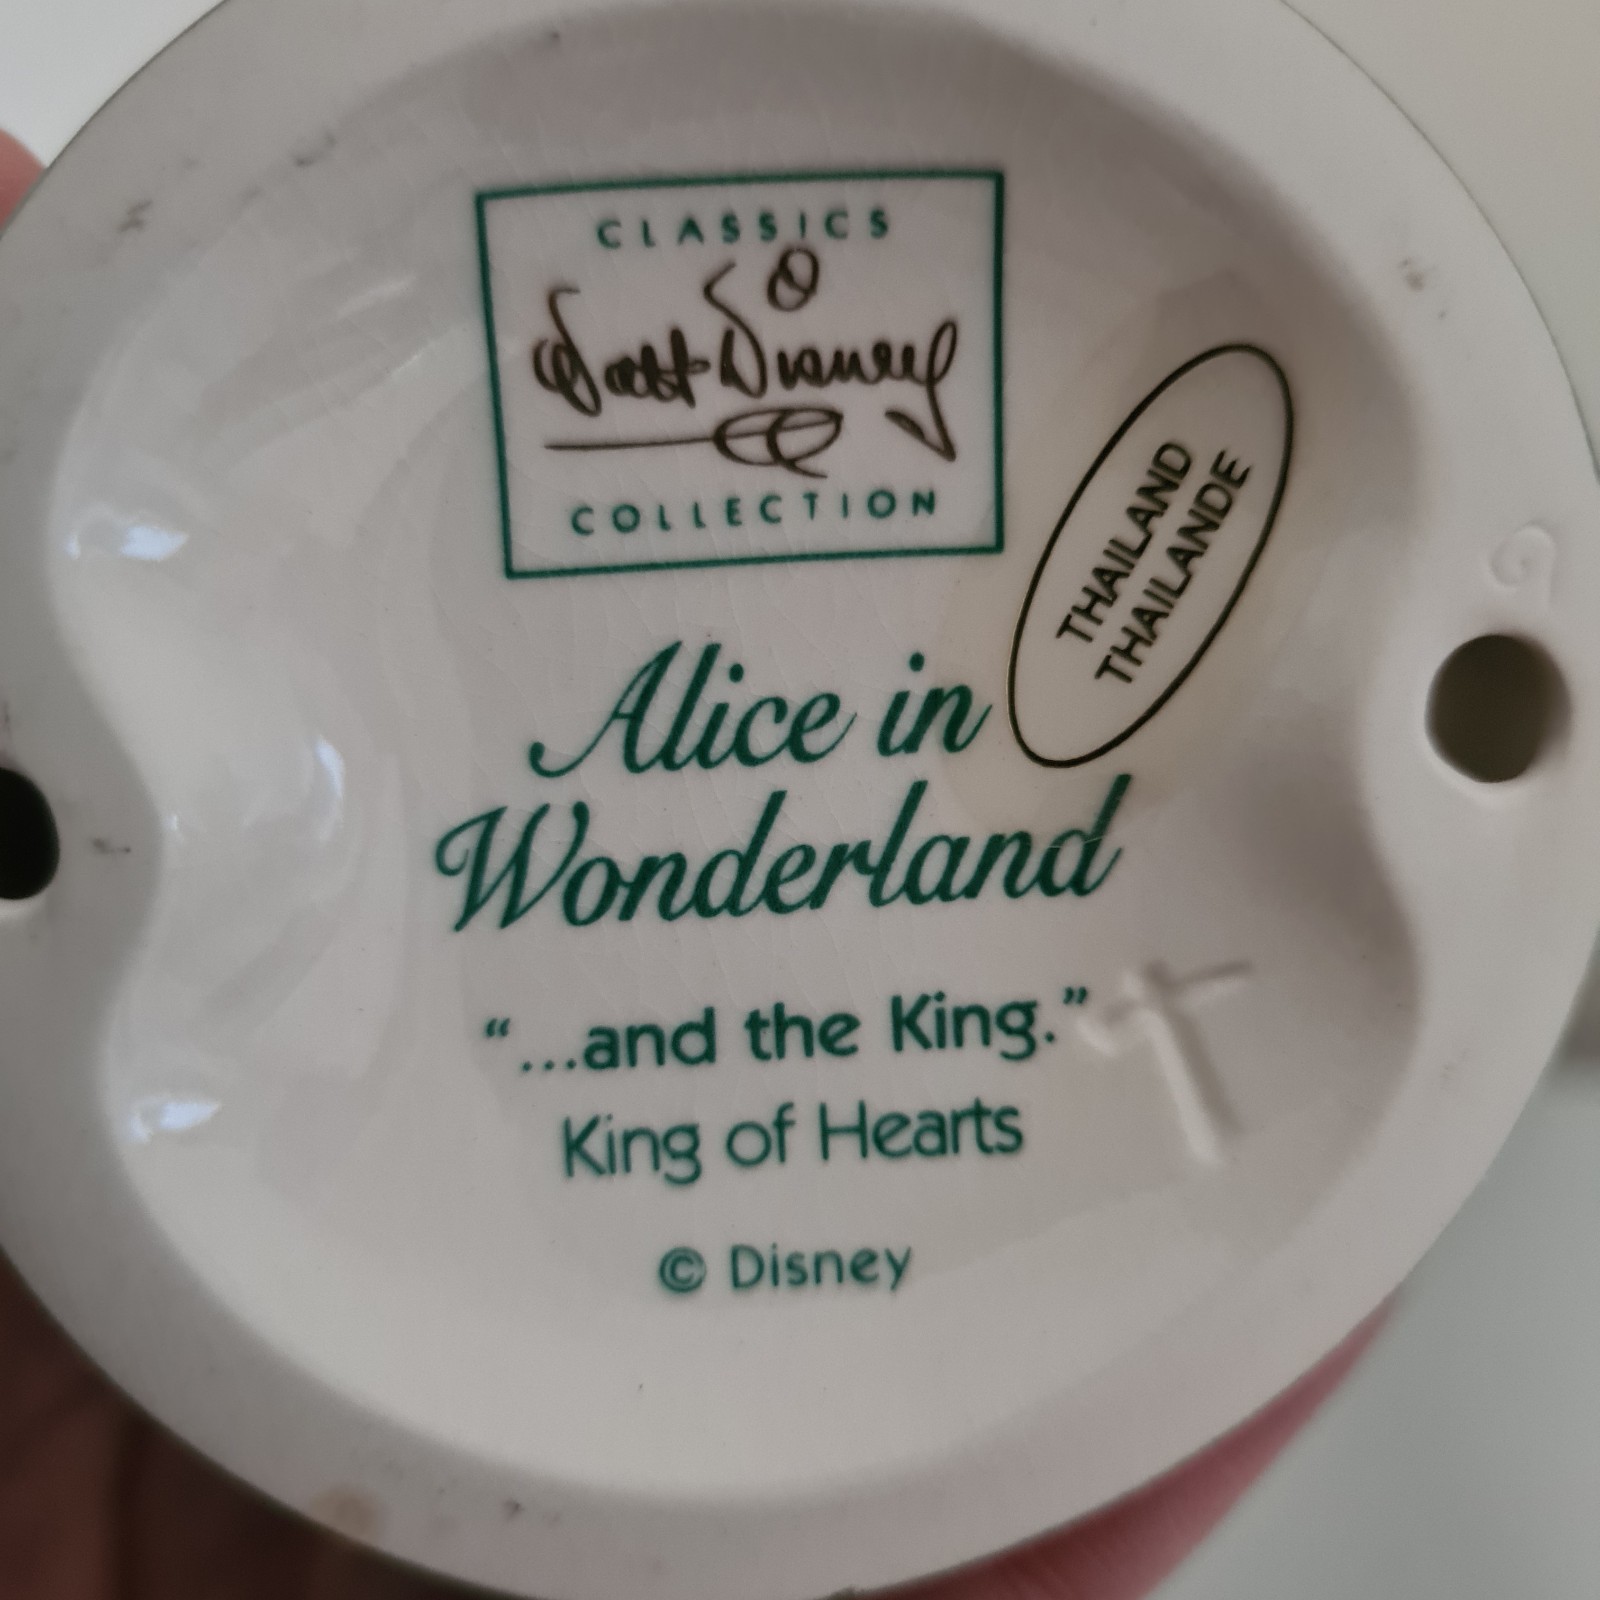 CLASSICS
Walt Disney
COLLECTION
THAILAND
THAILANDE
Alice in
Wonderland
“...and the King.”
King of Hearts
© Disney